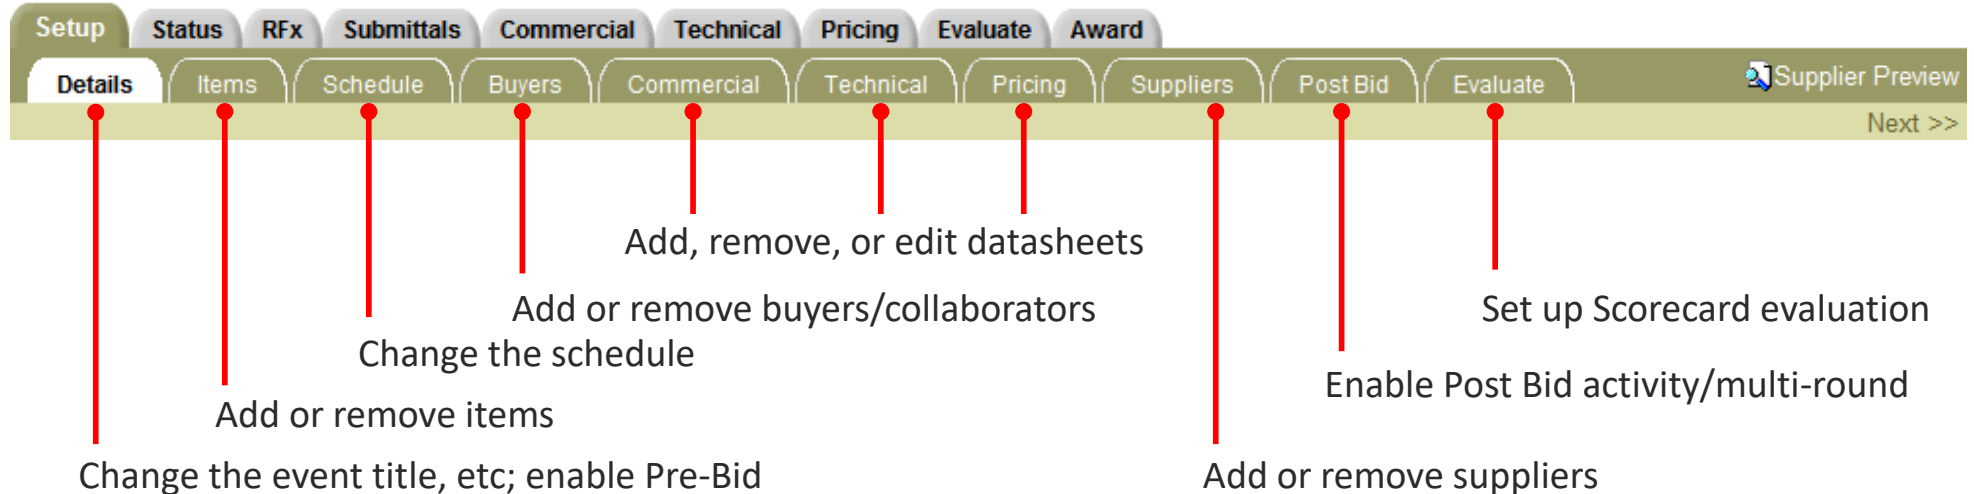 Setup Status RFx Submittals Commercial Technical Pricing Evaluate Award
Details Items Schedule Buyers Commercial Technical Pricing Suppliers Post Bid Evaluate Supplier Preview
Next >>
Add, remove, or edit datasheets
Add or remove buyers/collaborators
Set up Scorecard evaluation
Change the schedule
Enable Post Bid activity/multi-round
Add or remove items
Change the event title, etc; enable Pre-Bid
Add or remove suppliers